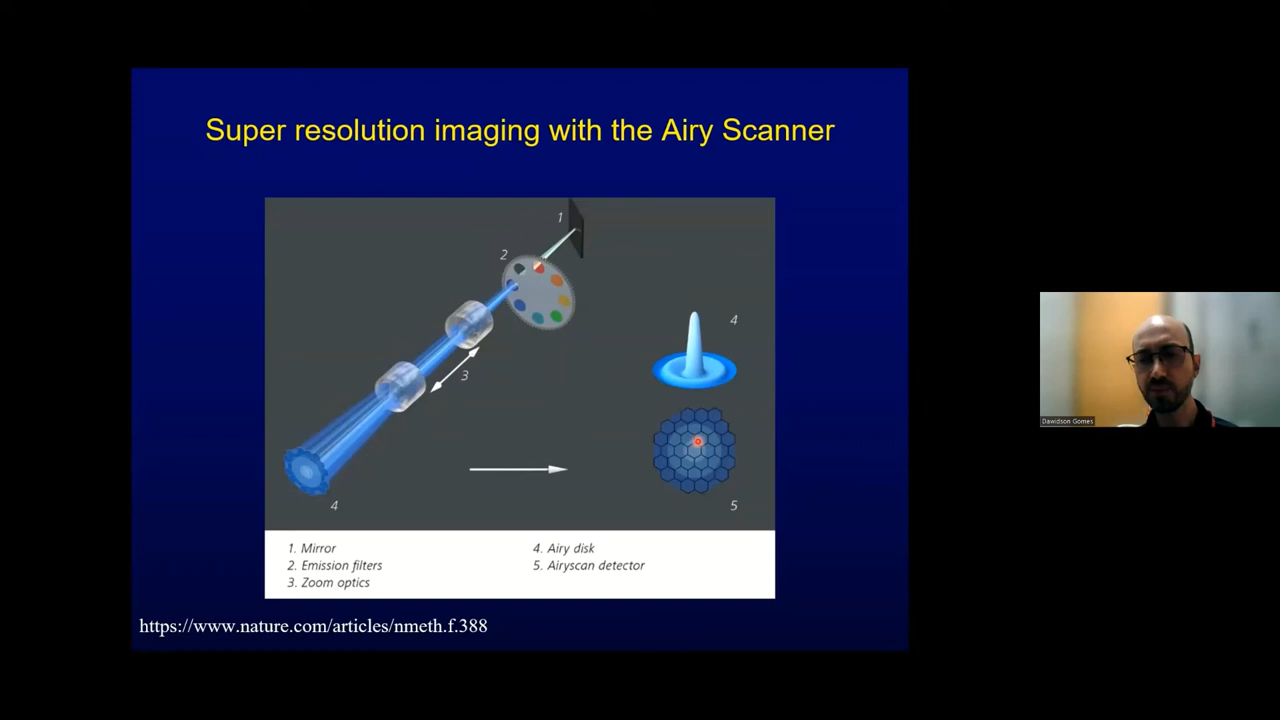 Super resolution imaging with the Airy Scanner
1
2
3
4
4
5
1. Mirror
2. Emission filters
3. Zoom optics
4. Airy disk
5. Airyscan detector
https://www.nature.com/articles/nmeth.f.388
Dawidson Gomes